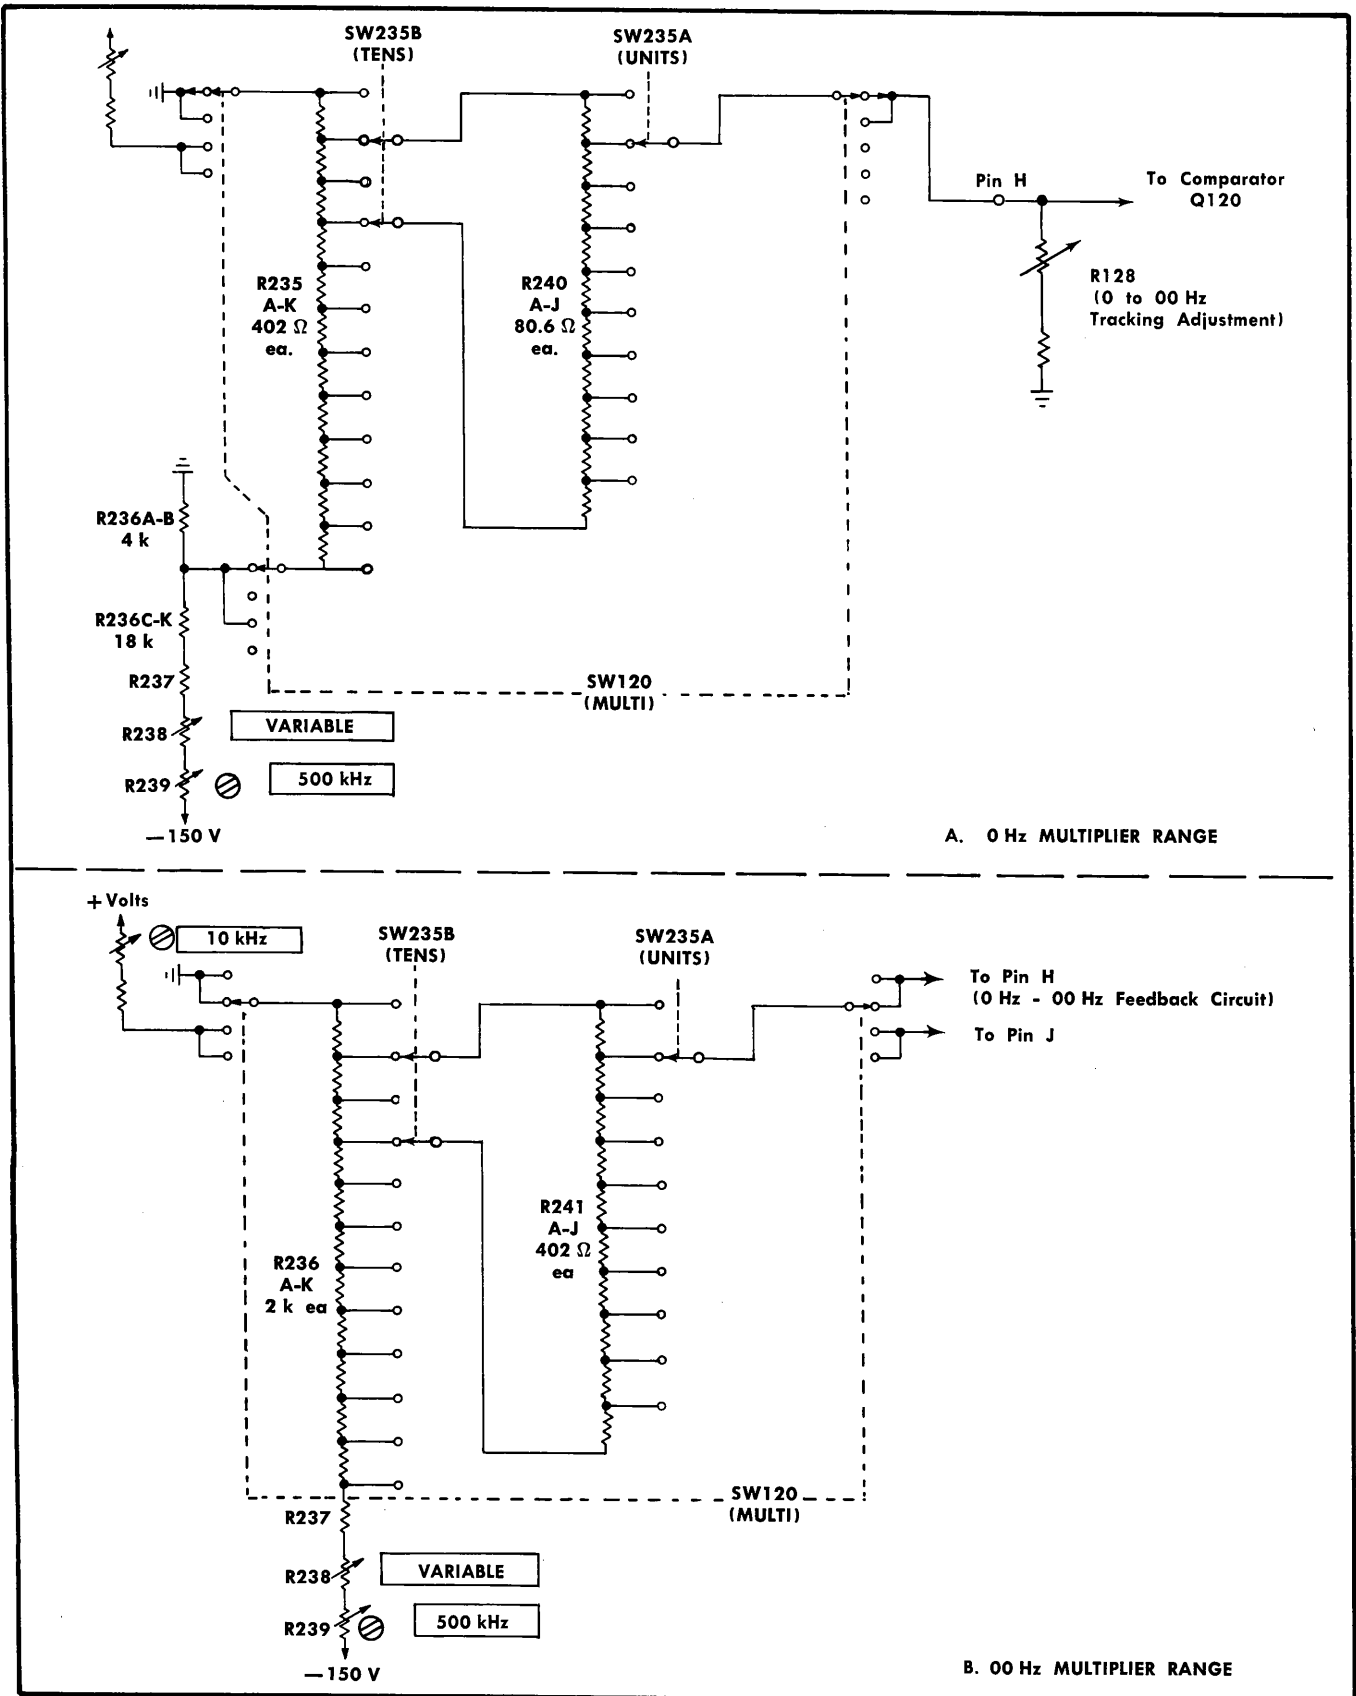 SW235B
(TENS)
SW235A
(UNITS)
Pin H
To Comparator
Q120
R128
(0 to 00 Hz
Tracking Adjustment)
R235
A-K
402 Ω
ea.
R240
A-J
80.6 Ω
ea.
R236A-B
4 k
R236C-K
18 k
R237
R238
VARIABLE
R239
500 kHz
—150 V
SW120
(MULTI)
A. 0 Hz MULTIPLIER RANGE
+ Volts
10 kHz
SW235B
(TENS)
SW235A
(UNITS)
To Pin H
(0 Hz - 00 Hz Feedback Circuit)
To Pin J
R236
A-K
2 k ea
R241
A-J
402 Ω
ea
SW120
(MULTI)
R237
R238
VARIABLE
R239
500 kHz
—150 V
B. 00 Hz MULTIPLIER RANGE